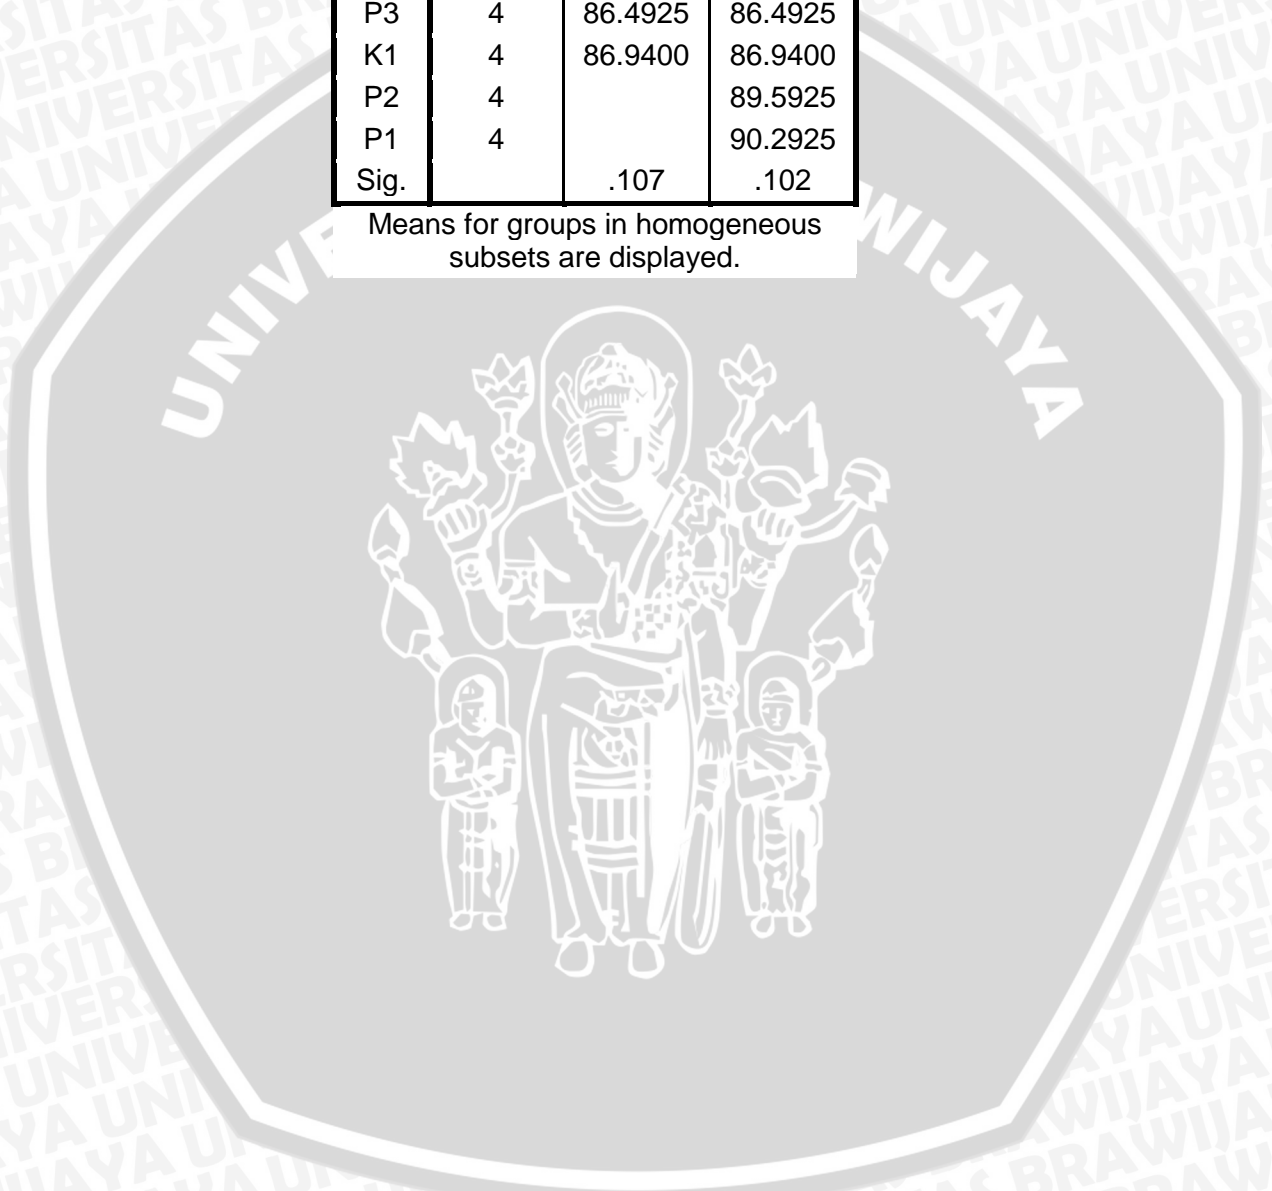 P3 4 86.4925 86.4925
K1 4 86.9400 86.9400
P2 4 89.5925
P1 4 90.2925
Sig. .107 .102
Means for groups in homogeneous
subsets are displayed.
WIJAYA